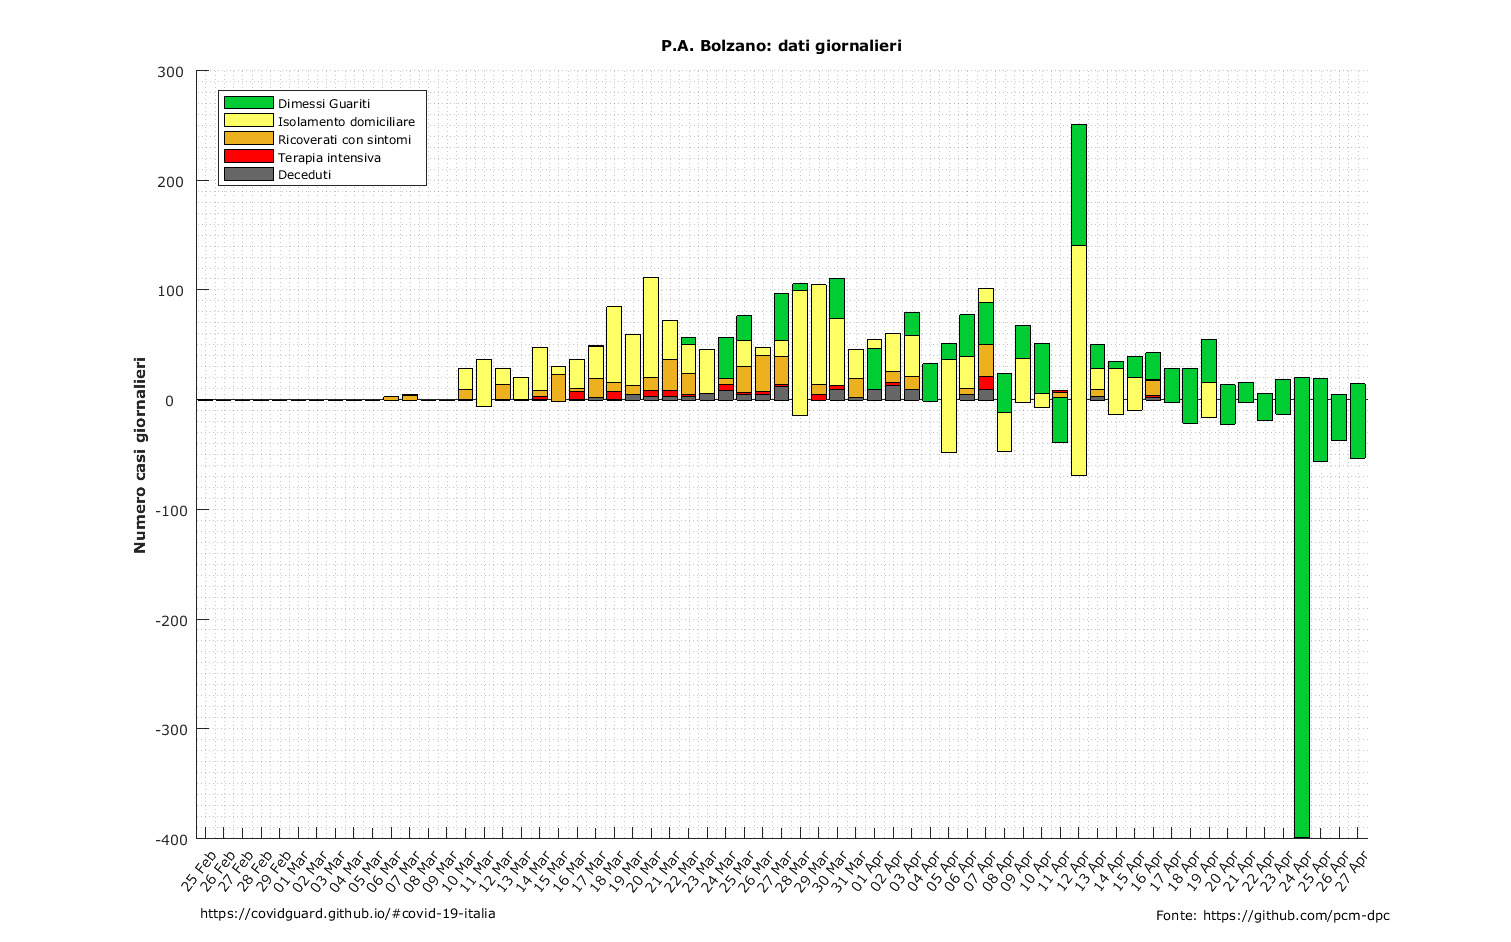 P.A. Bolzano: dati giornalieri
300
200
100
0
-100
-200
-300
-400
Numero casi giornalieri
Dimessi Guariti
Isolamento domiciliare
Ricoverati con sintomi
Terapia intensiva
Deceduti
25 Feb
26 Feb
27 Feb
28 Feb
29 Feb
01 Mar
02 Mar
03 Mar
04 Mar
05 Mar
06 Mar
07 Mar
08 Mar
09 Mar
10 Mar
11 Mar
12 Mar
13 Mar
14 Mar
15 Mar
16 Mar
17 Mar
18 Mar
19 Mar
20 Mar
21 Mar
22 Mar
23 Mar
24 Mar
25 Mar
26 Mar
27 Mar
28 Mar
29 Mar
30 Mar
31 Mar
01 Apr
02 Apr
03 Apr
04 Apr
05 Apr
06 Apr
07 Apr
08 Apr
09 Apr
10 Apr
11 Apr
12 Apr
13 Apr
14 Apr
15 Apr
16 Apr
17 Apr
18 Apr
19 Apr
20 Apr
21 Apr
22 Apr
23 Apr
24 Apr
25 Apr
26 Apr
27 Apr
https://covidguard.github.io/#covid-19-italia
Fonte: https://github.com/pcm-dpc